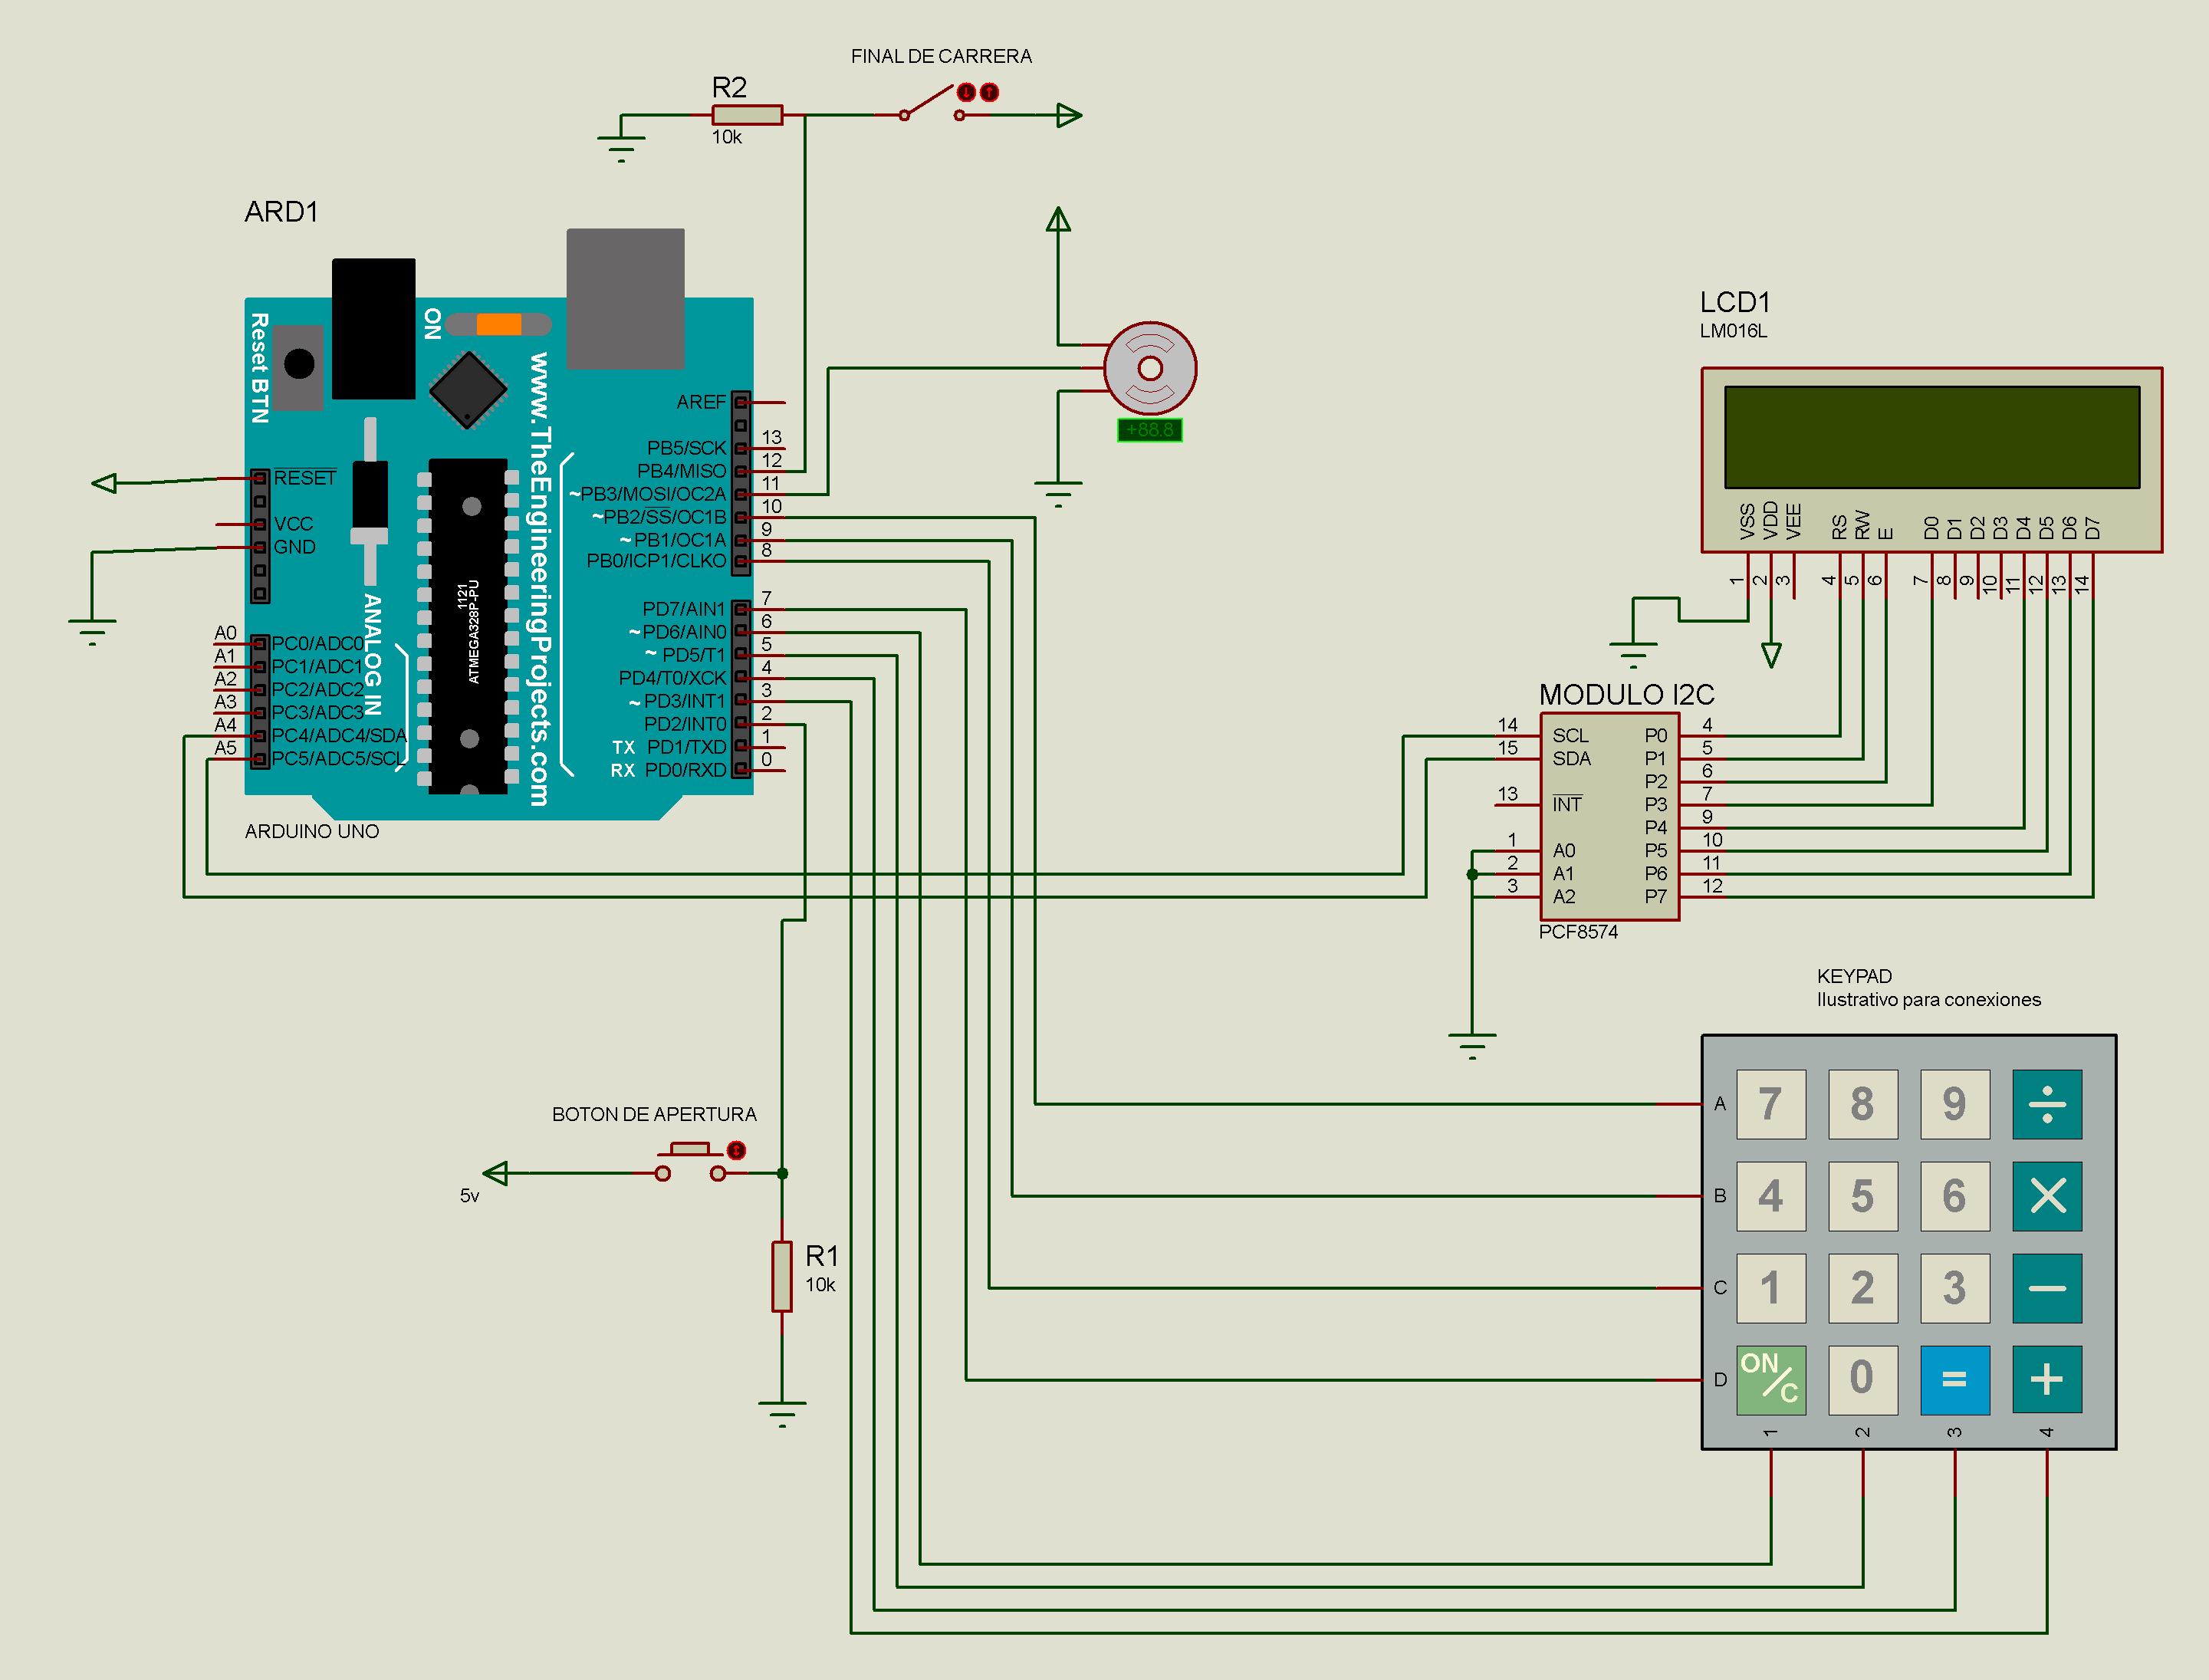 FINAL DE CARRERA
R2
10k
ARD1
Reset BTN
ON
www.TheEngineeringProjects.com
AREF
PB5/SCK 13
PB4/MISO 12
~PB3/MOSI/OC2A 11
~PB2/SS/OC1B 10
~PB1/OC1A 9
PB0/ICP1/CLKO 8
RESET
VCC
GND
1121
ATMEGA328P-PU
ANALOG IN
PD7/AIN1 7
~PD6/AIN0 6
~PD5/T1 5
PD4/T0/XCK 4
~PD3/INT1 3
PD2/INT0 2
TX PD1/TXD 1
RX PD0/RXD 0
A0 PC0/ADC0
A1 PC1/ADC1
A2 PC2/ADC2
A3 PC3/ADC3
A4 PC4/ADC4/SDA
A5 PC5/ADC5/SCL
ARDUINO UNO
+88.8
LCD1
LM016L
VSS VDD VEE RS RW E D0 D1 D2 D3 D4 D5 D6 D7
1 2 3 4 5 6 7 8 9 10 11 12 13 14
MODULO I2C
14 SCL P0 4
15 SDA P1 5
P2 6
13 INT P3 7
P4 9
1 A0 P5 10
2 A1 P6 11
3 A2 P7 12
PCF8574
KEYPAD
Ilustrativo para conexiones
A 7 8 9 ÷
B 4 5 6 ×
C 1 2 3 −
D ON/C 0 = +
1 2 3 4
BOTON DE APERTURA
5v
R1
10k